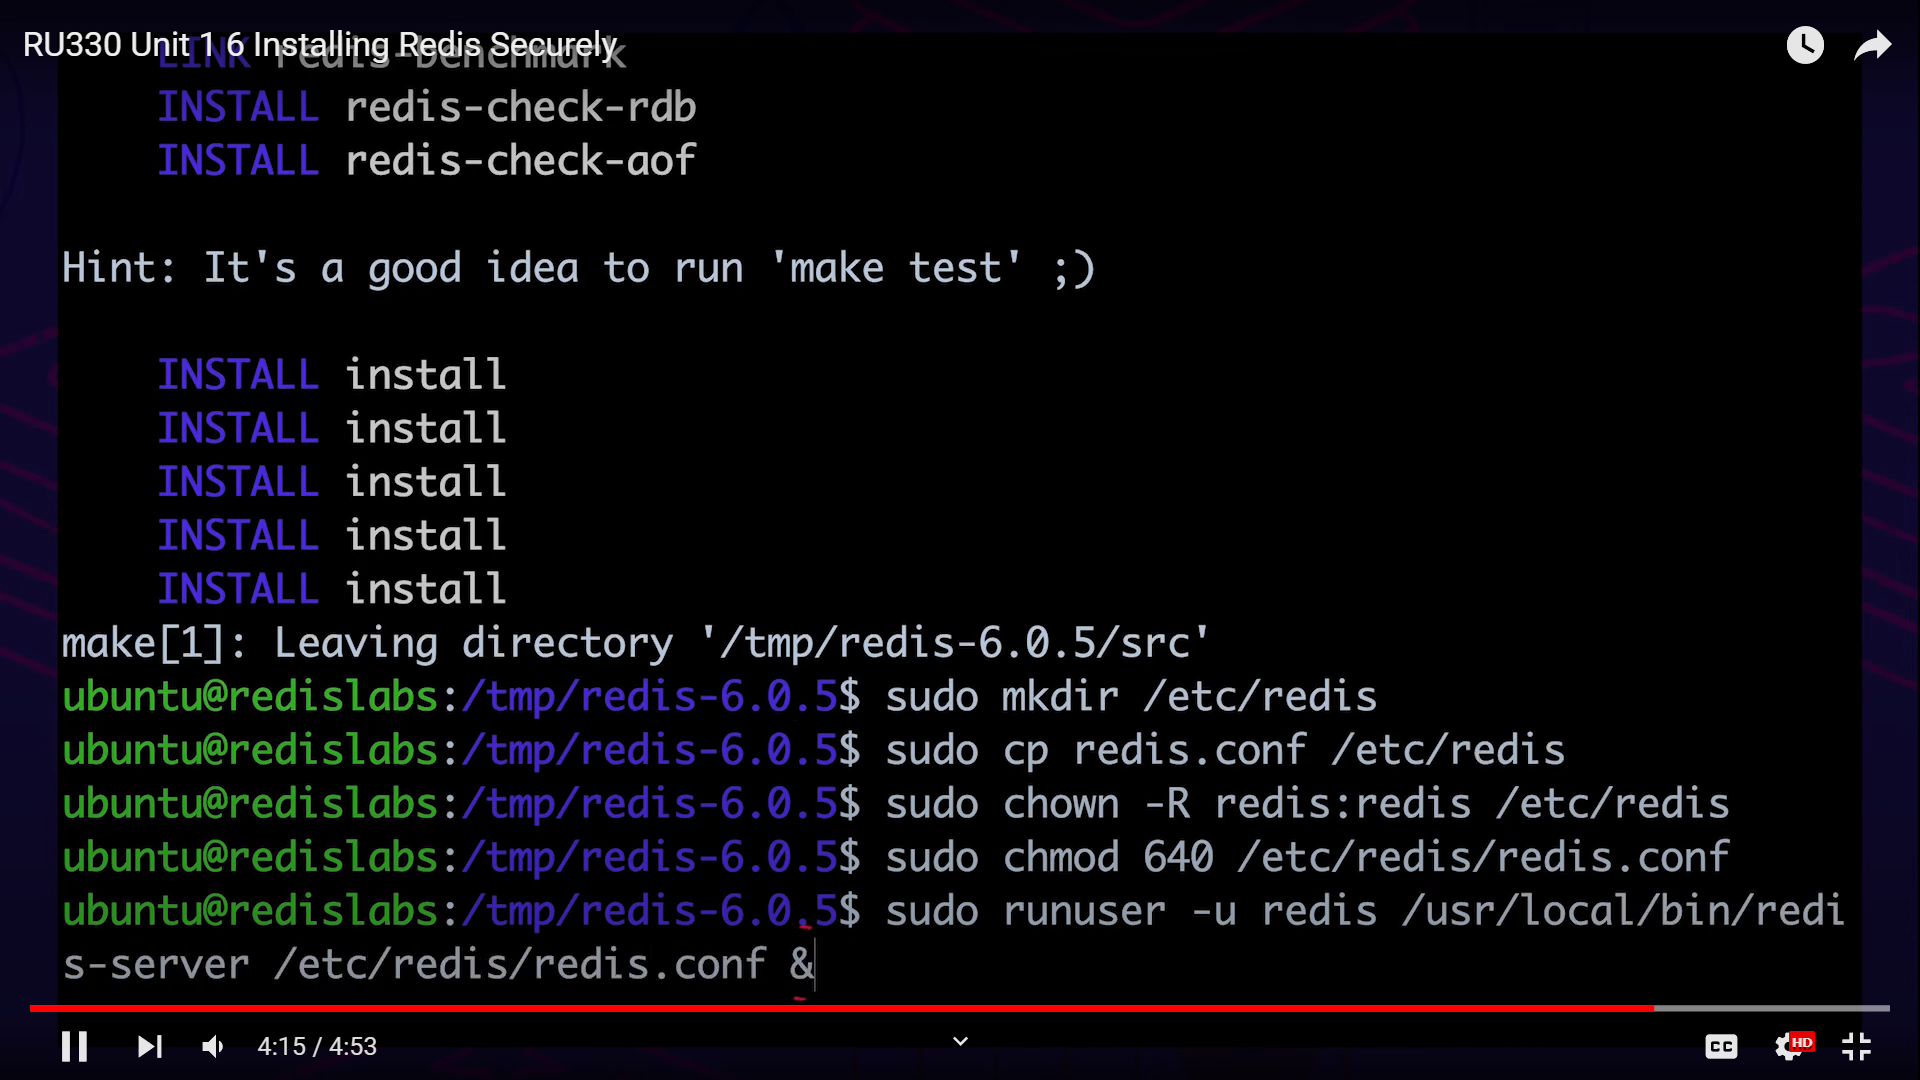 RU330 Unit 1 6 Installing Redis Securely
LINK redis-benchmark
INSTALL redis-check-rdb
INSTALL redis-check-aof
Hint: It's a good idea to run 'make test' ;)
INSTALL install
INSTALL install
INSTALL install
INSTALL install
INSTALL install
make[1]: Leaving directory '/tmp/redis-6.0.5/src'
ubuntu@redislabs:/tmp/redis-6.0.5$ sudo mkdir /etc/redis
ubuntu@redislabs:/tmp/redis-6.0.5$ sudo cp redis.conf /etc/redis
ubuntu@redislabs:/tmp/redis-6.0.5$ sudo chown -R redis:redis /etc/redis
ubuntu@redislabs:/tmp/redis-6.0.5$ sudo chmod 640 /etc/redis/redis.conf
ubuntu@redislabs:/tmp/redis-6.0.5$ sudo runuser -u redis /usr/local/bin/redi
s-server /etc/redis/redis.conf &
4:15 / 4:53
CC
HD